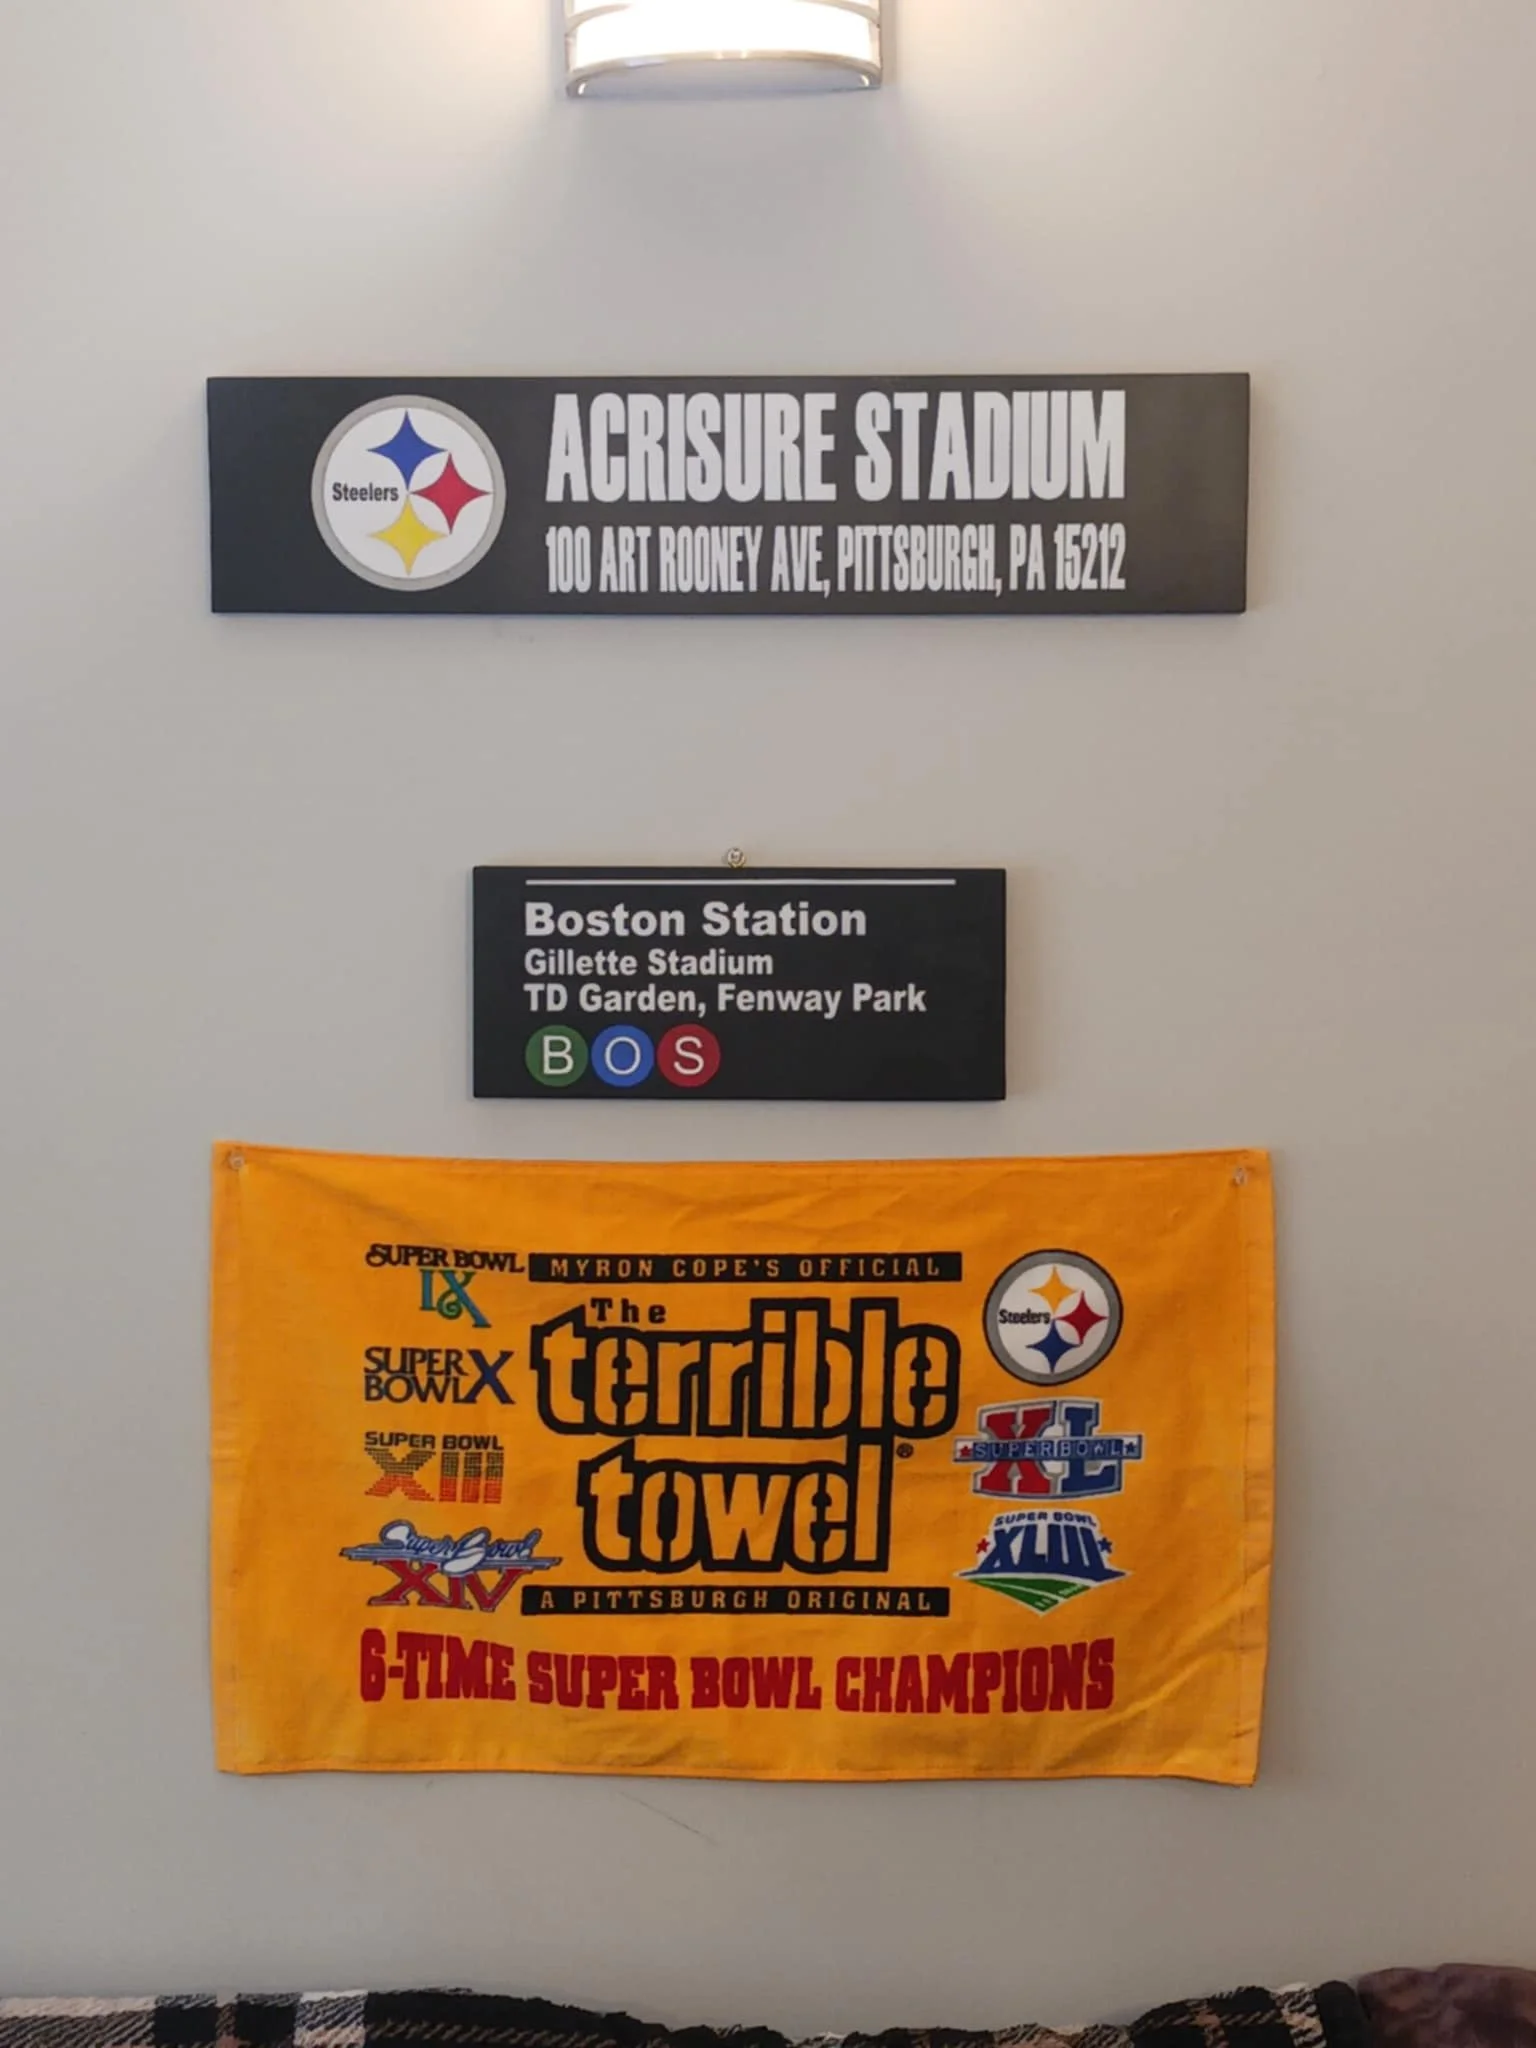 Steelers
ACRISURE STADIUM
100 ART ROONEY AVE, PITTSBURGH, PA 15212
Boston Station
Gillette Stadium
TD Garden, Fenway Park
B O S
SUPER BOWL
IX
SUPER
BOWL X
SUPER BOWL
XIII
Super Bowl
XIV
MYRON COPE'S OFFICIAL
The
terrible
towel®
A PITTSBURGH ORIGINAL
Steelers
XL
SUPER BOWL
SUPER BOWL
XLIII
6-TIME SUPER BOWL CHAMPIONS